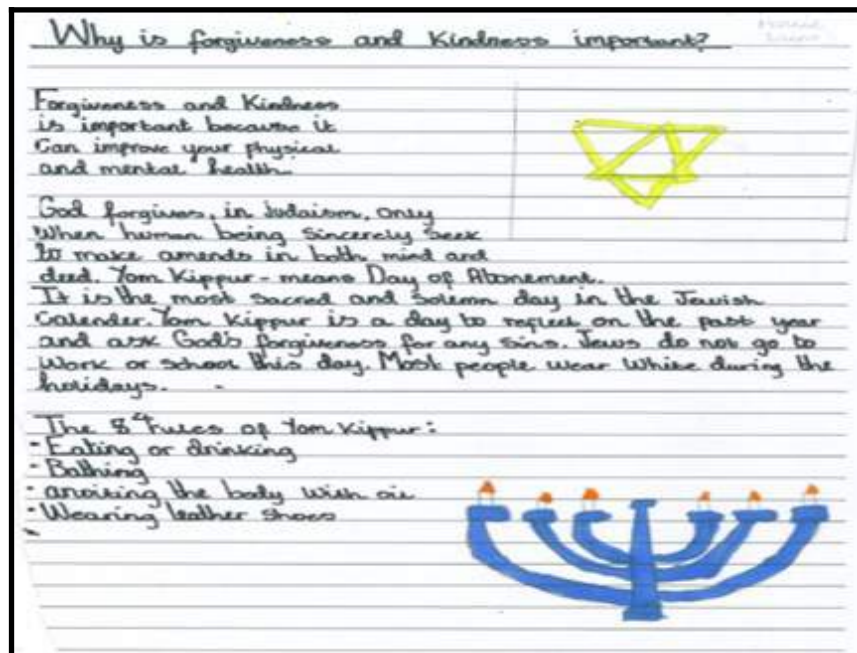 Why is forgiveness and Kindness important?
Forgiveness and Kindness
is important because it
Can improve your physical
and mental health.
God forgives, in Judaism, only
When human being Sincerely Seek
to make amends in both mind and
deed. Yom Kippur - means Day of Atonement.
It is the most Sacred and Solemn day in the Jewish
Calender. Yom Kippur is a day to reflect on the past year
and ask God's forgiveness for any Sins. Jews do not go to
Work or School this day. Most people wear White during the
holidays.
The of Yom Kippur:
- Eating or drinking
- Bathing
- the body With oil
- Wearing leather Shoes